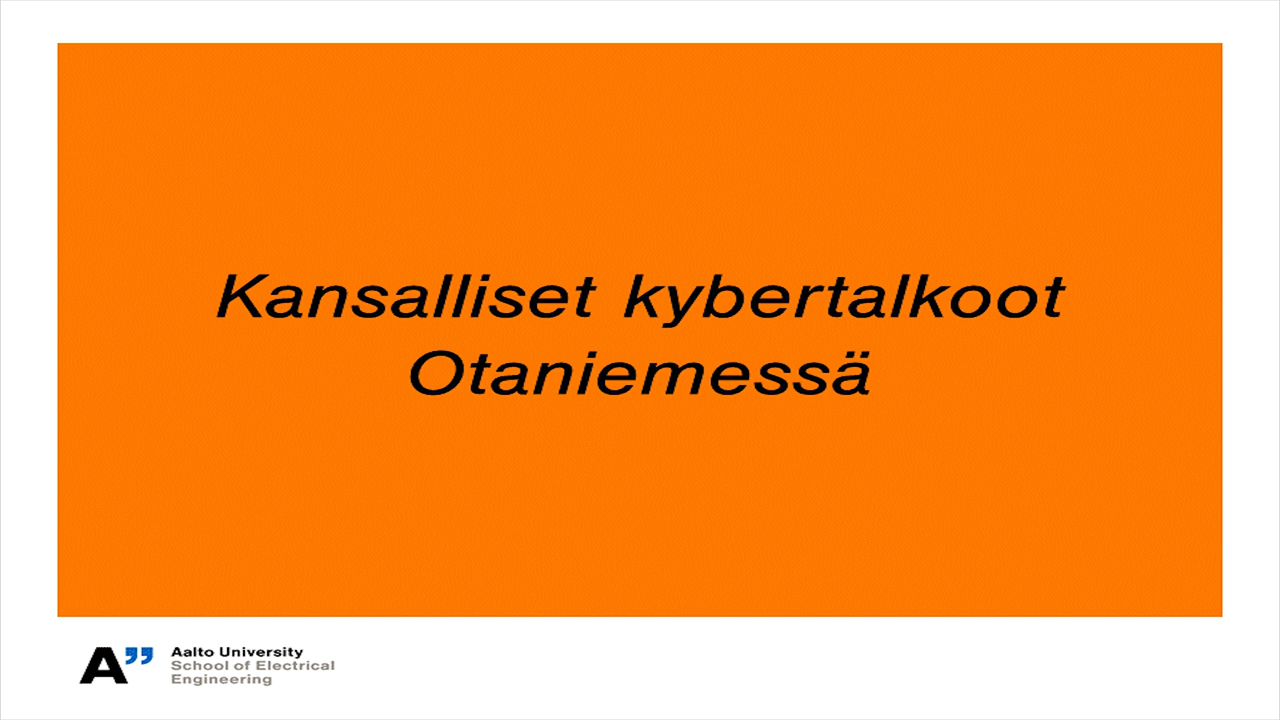 Kansalliset kybertalkoot
Otaniemessä
A”
Aalto University
School of Electrical
Engineering